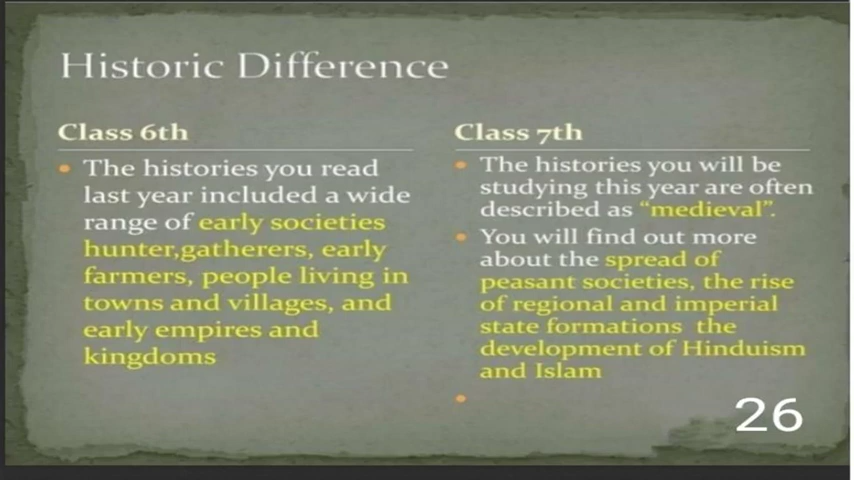 Historic Difference
Class 6th
• The histories you read
last year included a wide
range of early societies
hunter,gatherers, early
farmers, people living in
towns and villages, and
early empires and
kingdoms
Class 7th
• The histories you will be
studying this year are often
described as “medieval”.
• You will find out more
about the spread of
peasant societies, the rise
of regional and imperial
state formations the
development of Hinduism
and Islam
•
26